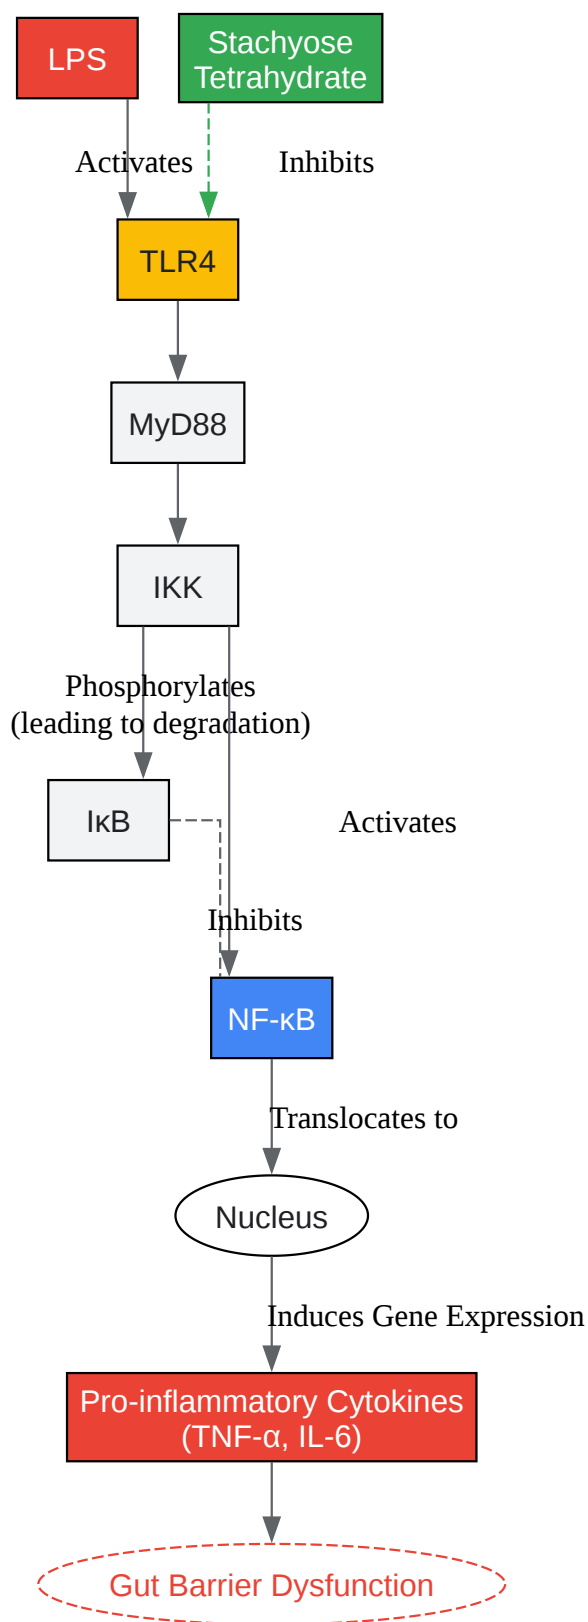 LPS
Stachyose
Tetrahydrate
Activates
Inhibits
TLR4
MyD88
IKK
Phosphorylates
(leading to degradation)
IκB
Activates
Inhibits
NF-κB
Translocates to
Nucleus
Induces Gene Expression
Pro-inflammatory Cytokines
(TNF-α, IL-6)
Gut Barrier Dysfunction